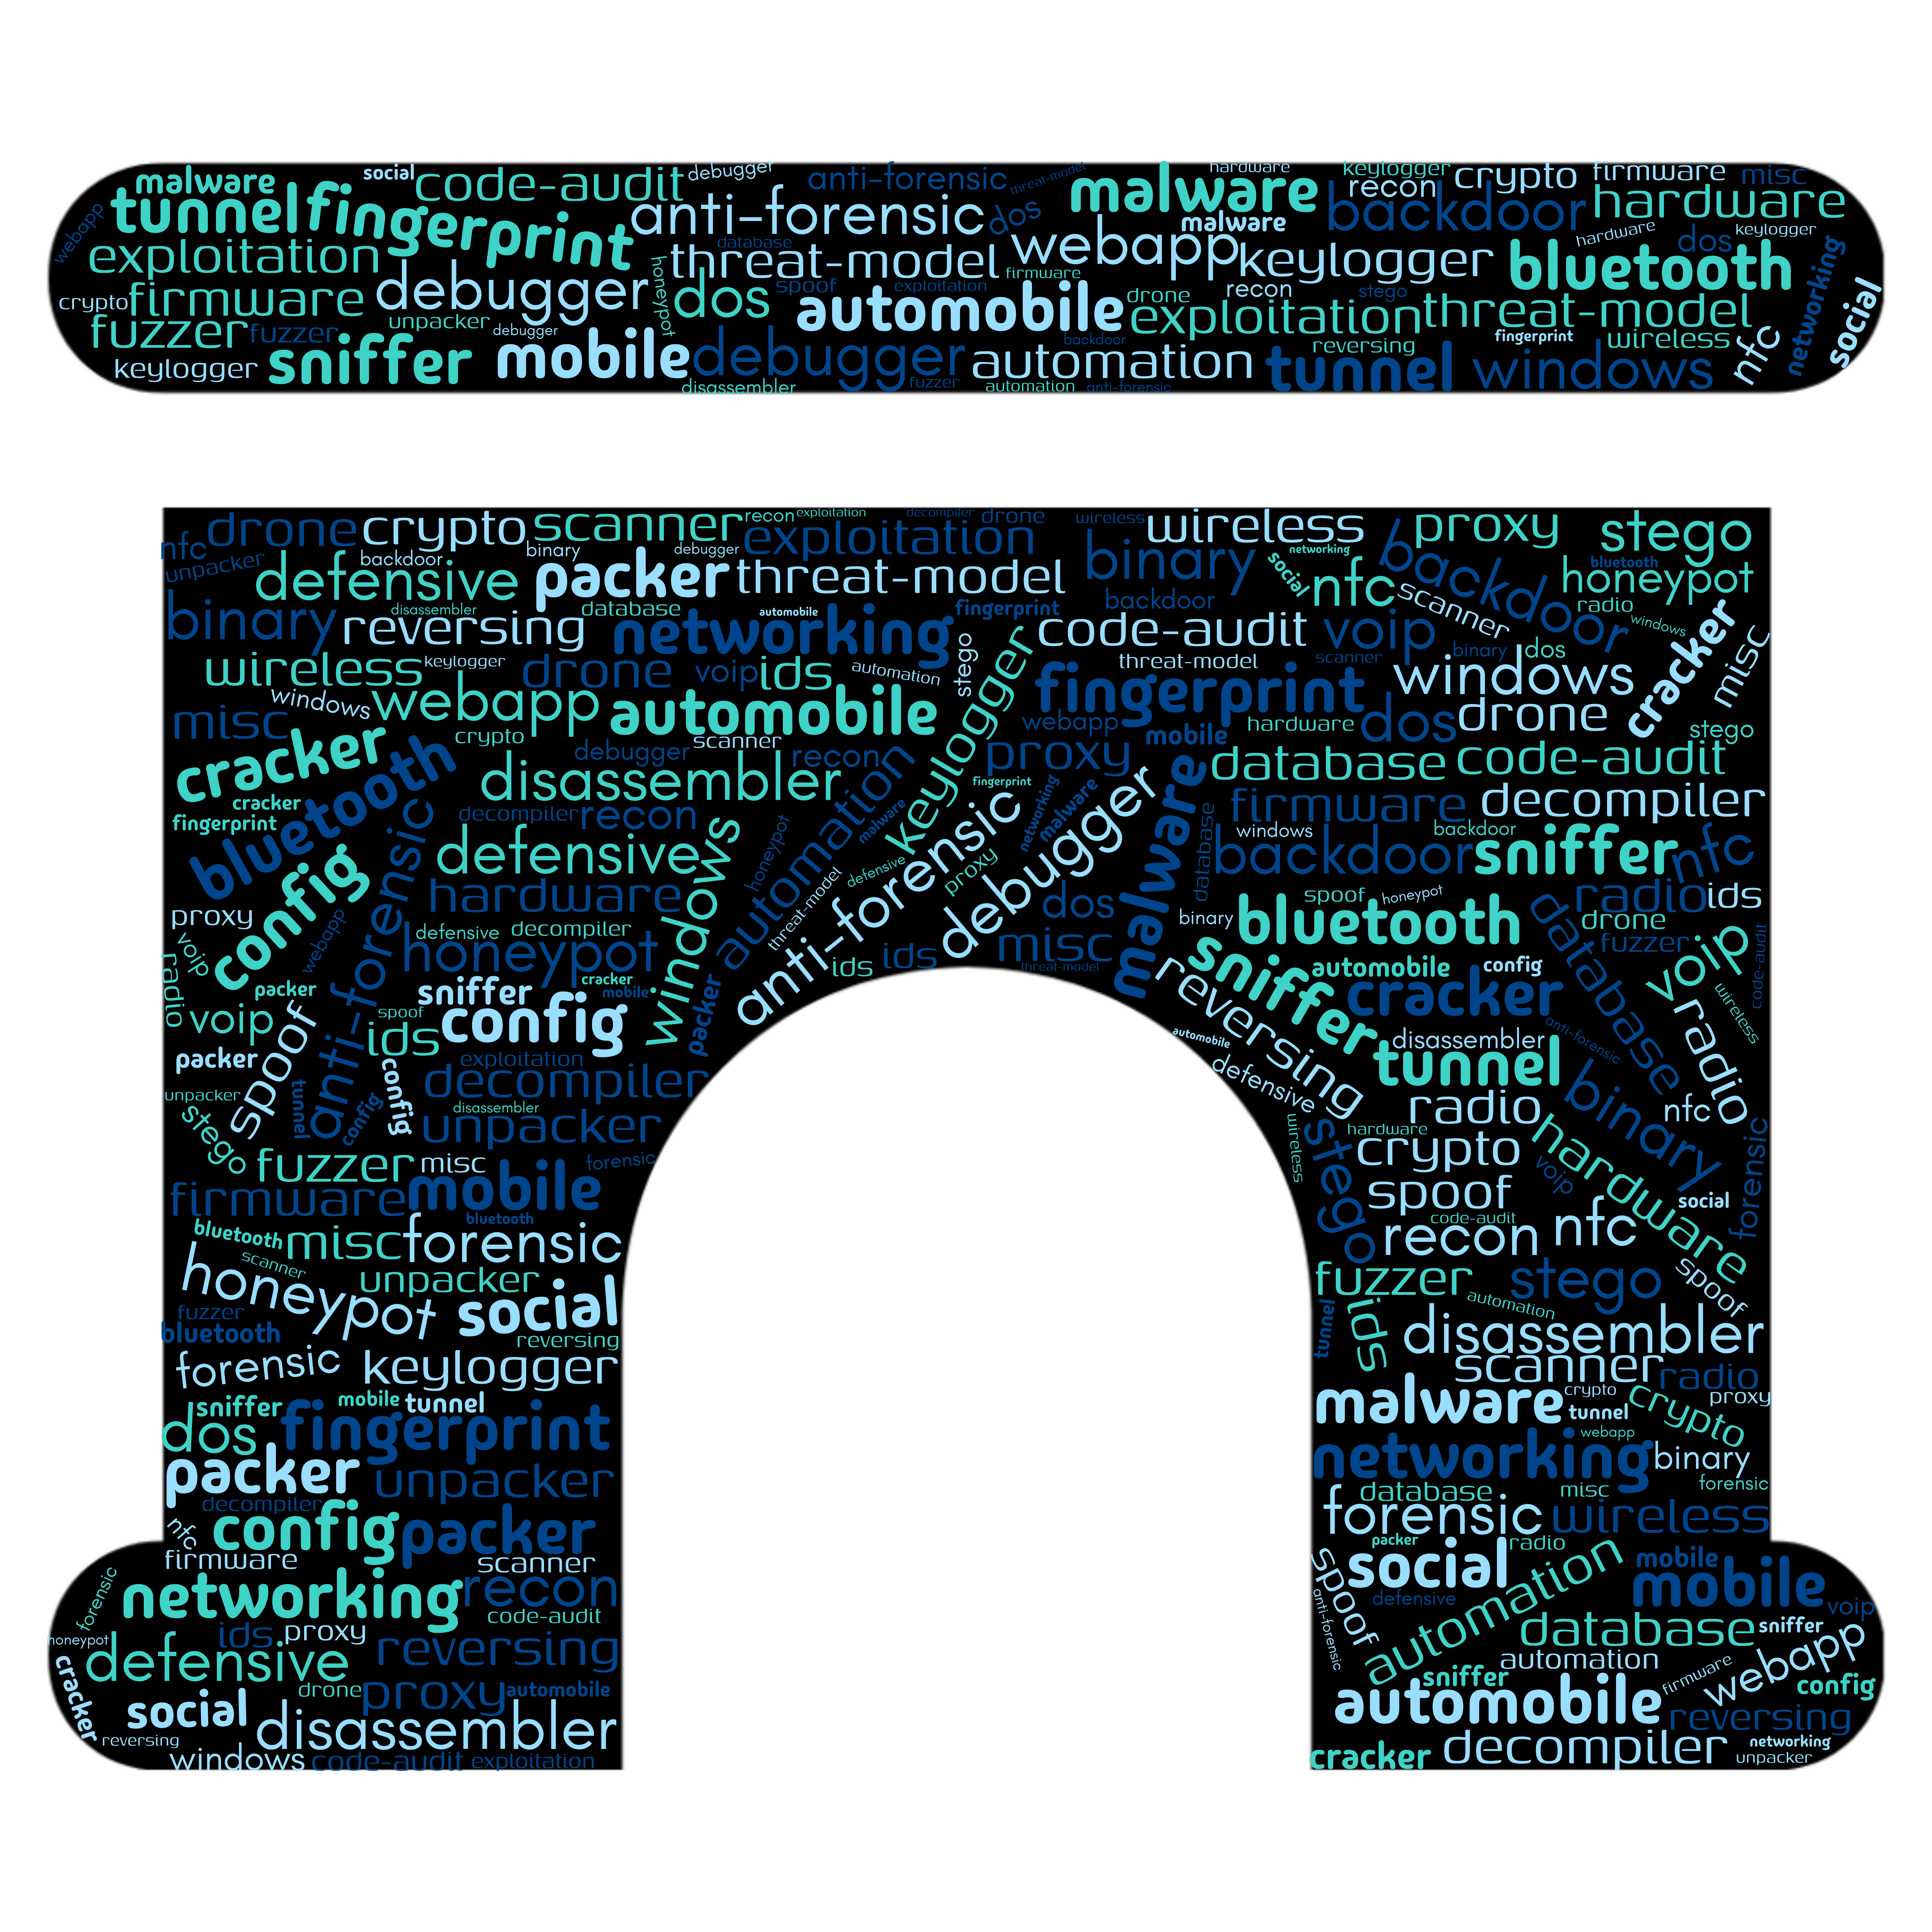 malware
social
code-audit
debugger
anti-forensic
threat-model
malware
hardware
keylogger
recon
crypto
firmware
misc
webapp
tunnel
fingerprint
anti-forensic
dos
malware
backdoor
hardware
exploitation
database
threat-model
webapp
keylogger
hardware
dos
keylogger
bluetooth
networking
social
crypto
firmware
debugger
honeypot
dos
spoof
firmware
exploitation
automobile
drone
recon
stego
exploitation
threat-model
fuzzer
fuzzer
unpacker
debugger
sniffer
mobile
debugger
backdoor
automation
reversing
fingerprint
wireless
nfc
keylogger
disassembler
fuzzer
automation
anti-forensic
tunnel
windows
drone
crypto
scanner
recon
exploitation
decompiler
drone
wireless
wireless
proxy
stego
nfc
unpacker
backdoor
binary
debugger
exploitation
binary
social
networking
nfc
backdoor
bluetooth
honeypot
defensive
packer
threat-model
scanner
radio
windows
binary
disassembler
database
automobile
fingerprint
backdoor
reversing
networking
code-audit
voip
binary
dos
cracker
misc
wireless
keylogger
drone
voip
ids
automation
stego
keylogger
threat-model
scanner
windows
windows
webapp
automobile
fingerprint
webapp
hardware
dos
drone
stego
misc
cracker
crypto
debugger
scanner
recon
proxy
mobile
database
code-audit
bluetooth
cracker
fingerprint
disassembler
automation
malware
fingerprint
networking
malware
debugger
malware
database
firmware
decompiler
decompiler
recon
anti-forensic
windows
backdoor
backdoor
sniffer
nfc
config
defensive
windows
honeypot
threat-model
defensive
proxy
anti-forensic
hardware
dos
spoof
honeypot
radio
ids
proxy
webapp
defensive
decompiler
misc
binary
bluetooth
database
drone
fuzzer
voip
code-audit
voip
radio
honeypot
ids
ids
threat-model
reversing
sniffer
automobile
config
wireless
packer
sniffer
cracker
mobile
packer
cracker
radio
voip
spoof
spoof
ids
config
automobile
disassembler
anti-forensic
packer
exploitation
defensive
tunnel
binary
nfc
unpacker
tunnel
config
config
decompiler
radio
forensic
stego
disassembler
unpacker
wireless
stego
hardware
crypto
hardware
fuzzer
misc
forensic
voip
firmware
mobile
spoof
social
bluetooth
bluetooth
code-audit
misc
forensic
recon
nfc
scanner
unpacker
fuzzer
stego
spoof
honeypot
social
fuzzer
tunnel
ids
automation
bluetooth
reversing
disassembler
forensic
keylogger
scanner
radio
sniffer
mobile
tunnel
malware
crypto
tunnel
crypto
proxy
dos
fingerprint
webapp
packer
unpacker
networking
binary
decompiler
database
misc
forensic
nfc
config
packer
forensic
wireless
firmware
scanner
packer
radio
forensic
networking
recon
spoof
social
automation
mobile
mobile
code-audit
anti-forensic
defensive
voip
honeypot
ids
proxy
reversing
database
sniffer
cracker
defensive
automation
webapp
drone
proxy
automobile
sniffer
firmware
config
social
disassembler
automobile
reversing
reversing
networking
windows
code-audit
exploitation
cracker
decompiler
unpacker